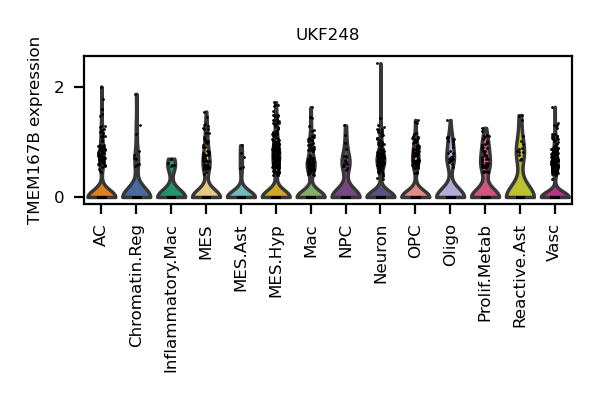 UKF248
TMEM167B expression
2
0
AC
Chromatin.Reg
Inflammatory.Mac
MES
MES.Ast
MES.Hyp
Mac
NPC
Neuron
OPC
Oligo
Prolif.Metab
Reactive.Ast
Vasc